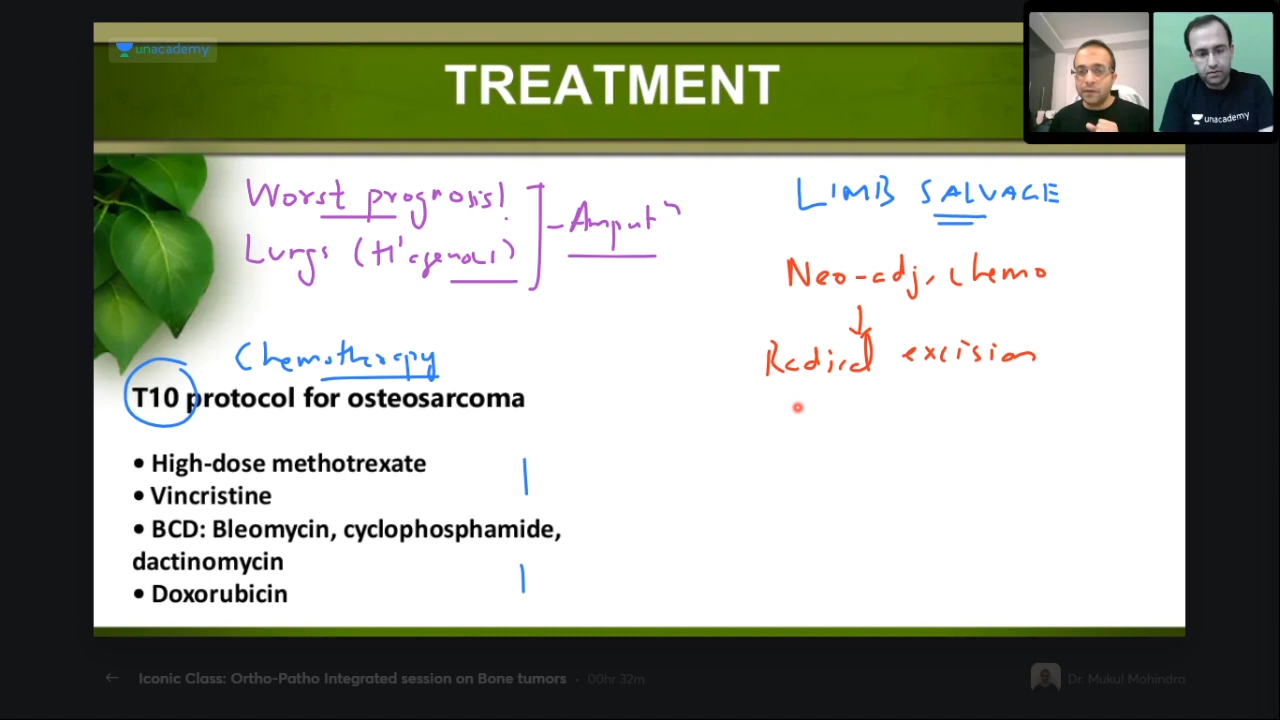 unacademy
TREATMENT
unacademy
Worst prognosis!
Lungs (H'genous)
Amput
LIMB SALVAGE
Neo-adj. chemo
↓
Radical excision
Chemotherapy
T10 protocol for osteosarcoma
• High-dose methotrexate
• Vincristine
• BCD: Bleomycin, cyclophosphamide,
dactinomycin
• Doxorubicin
← Iconic Class: Ortho-Patho Integrated session on Bone tumors • 00hr 32m
Dr. Mukul Mohindra